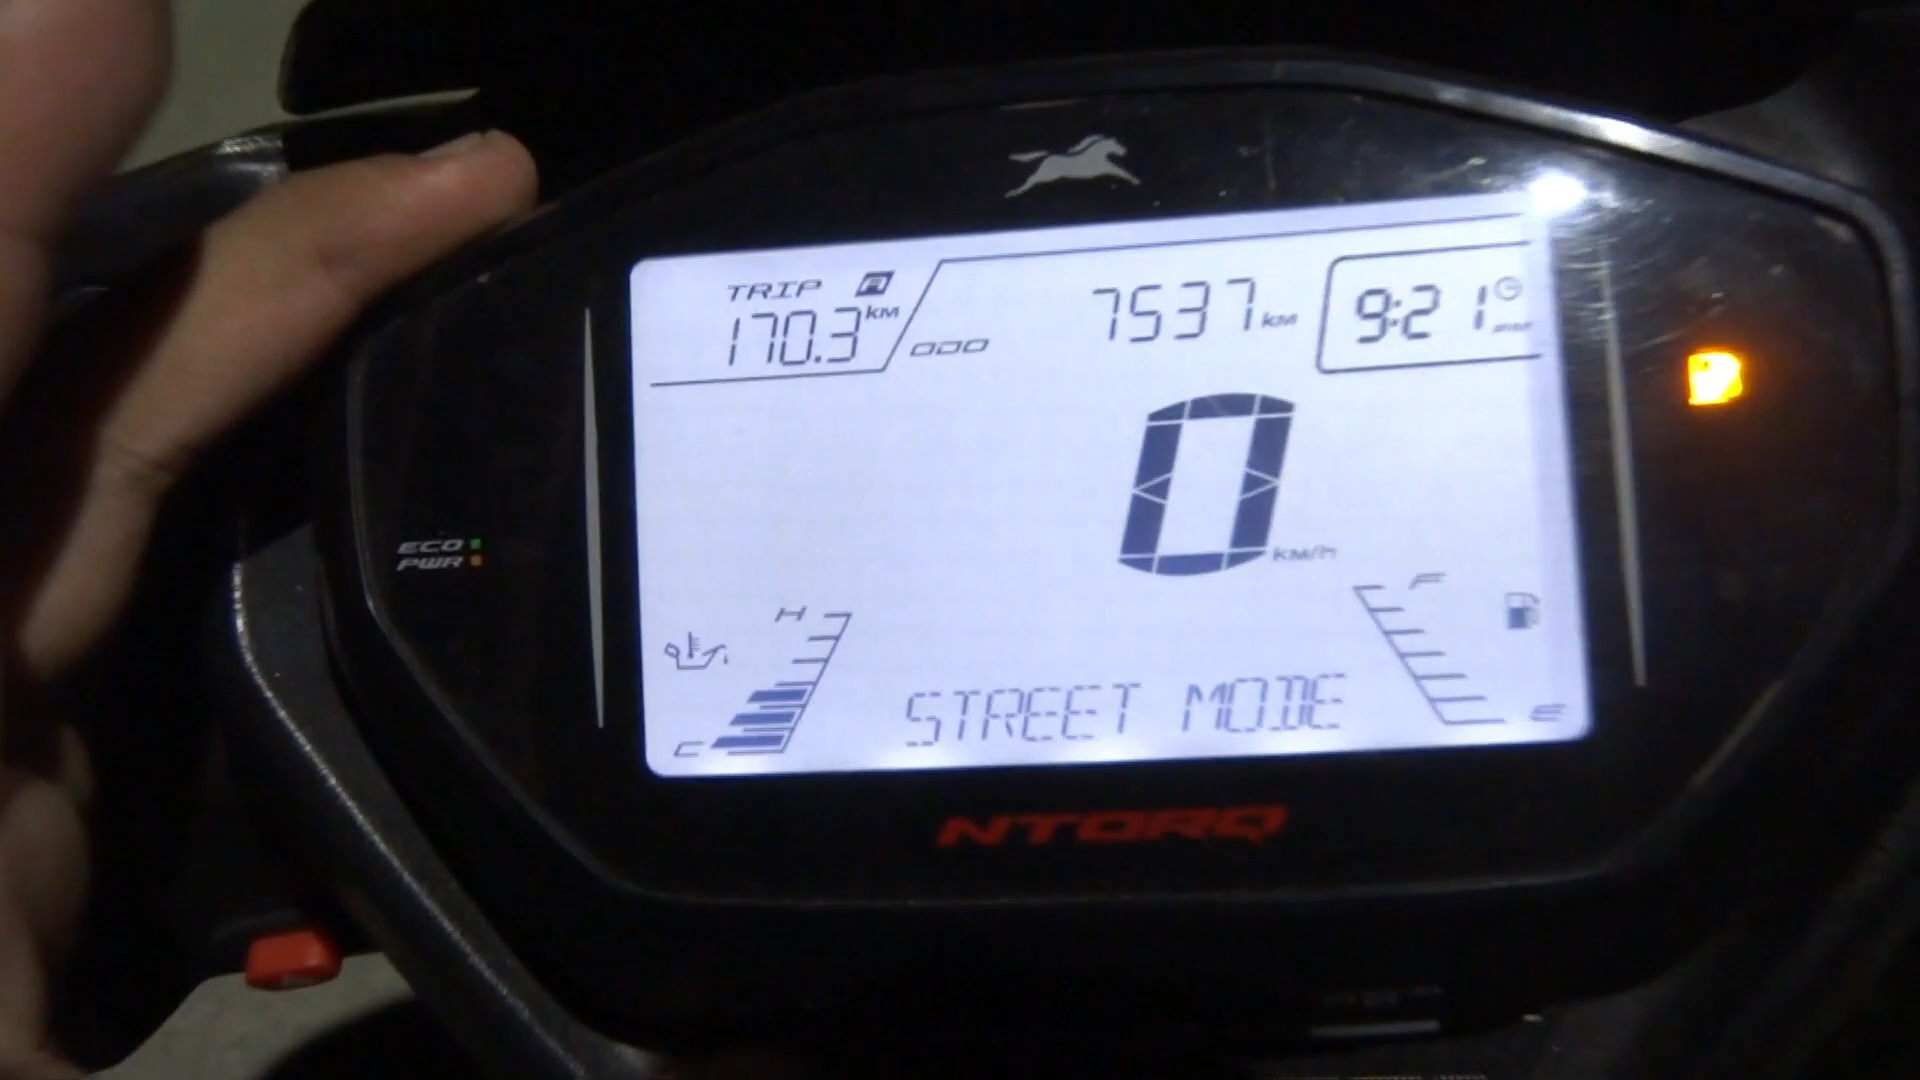 TRIP A
170.3 KM
ODO 7537 KM
9:21
0 KM/H
ECO
PWR
H
C
F
E
STREET MODE
NTORQ